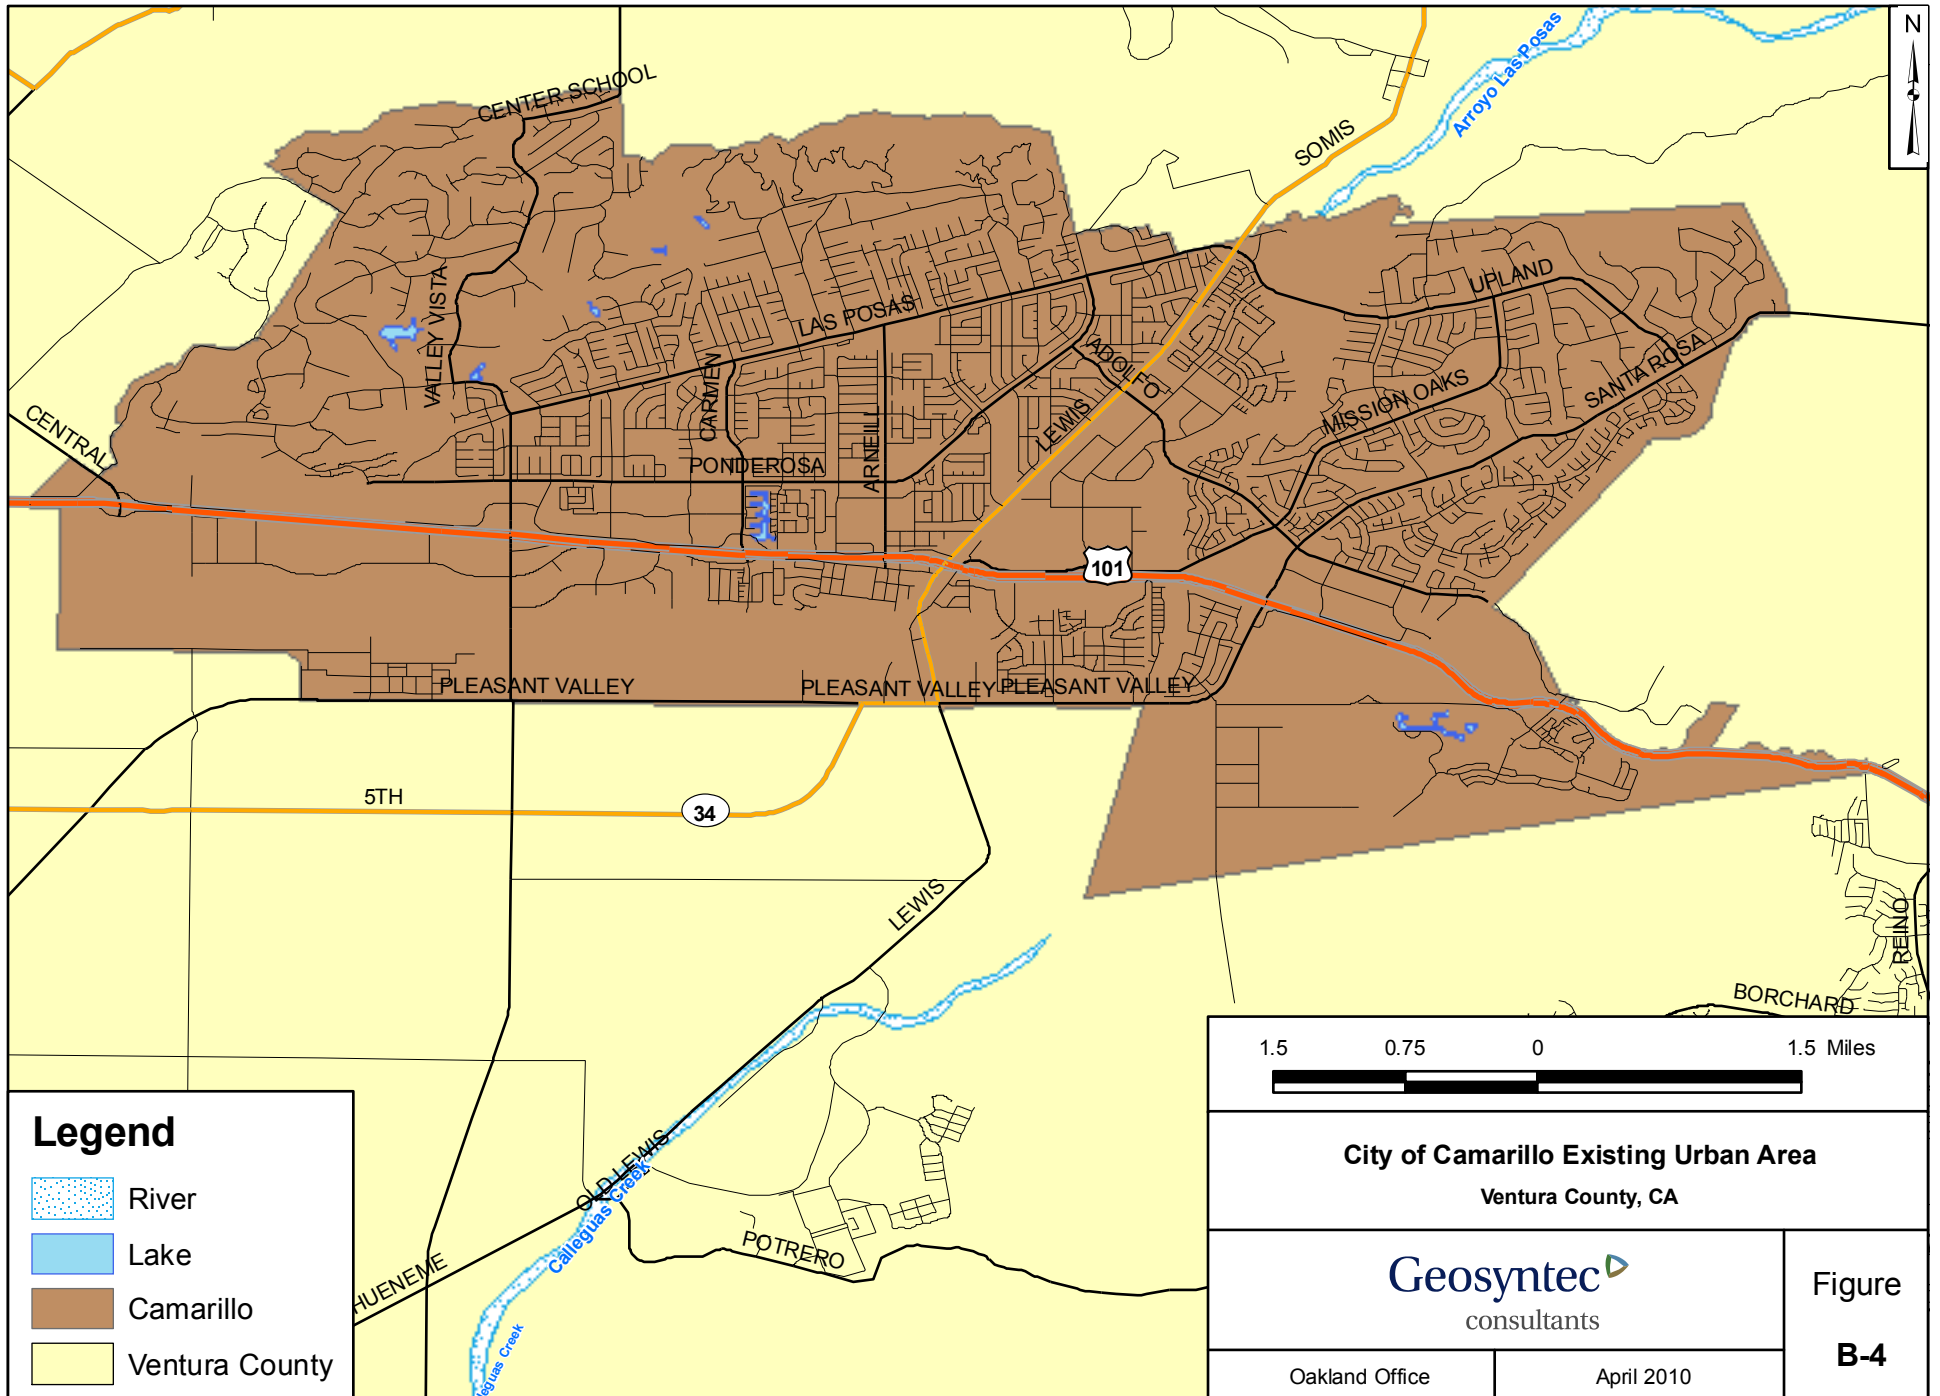 N
CENTER SCHOOL
Arroyo Las Posas
SOMIS
VALLEY VISTA
UPLAND
LAS POSAS
CARMEN
ADOLFO
SANTA ROSA
MISSION OAKS
CENTRAL
ARNEILL
LEWIS
PONDEROSA
101
PLEASANT VALLEY
PLEASANT VALLEY
PLEASANT VALLEY
5TH
34
LEWIS
REINO
BORCHARD
OLD LEWIS
Calleguas Creek
POTRERO
HUENEME
leguas Creek
Legend
River
Lake
Camarillo
Ventura County
1.5 0.75 0 1.5 Miles
City of Camarillo Existing Urban Area
Ventura County, CA
Geosyntec
consultants
Figure
B-4
Oakland Office
April 2010